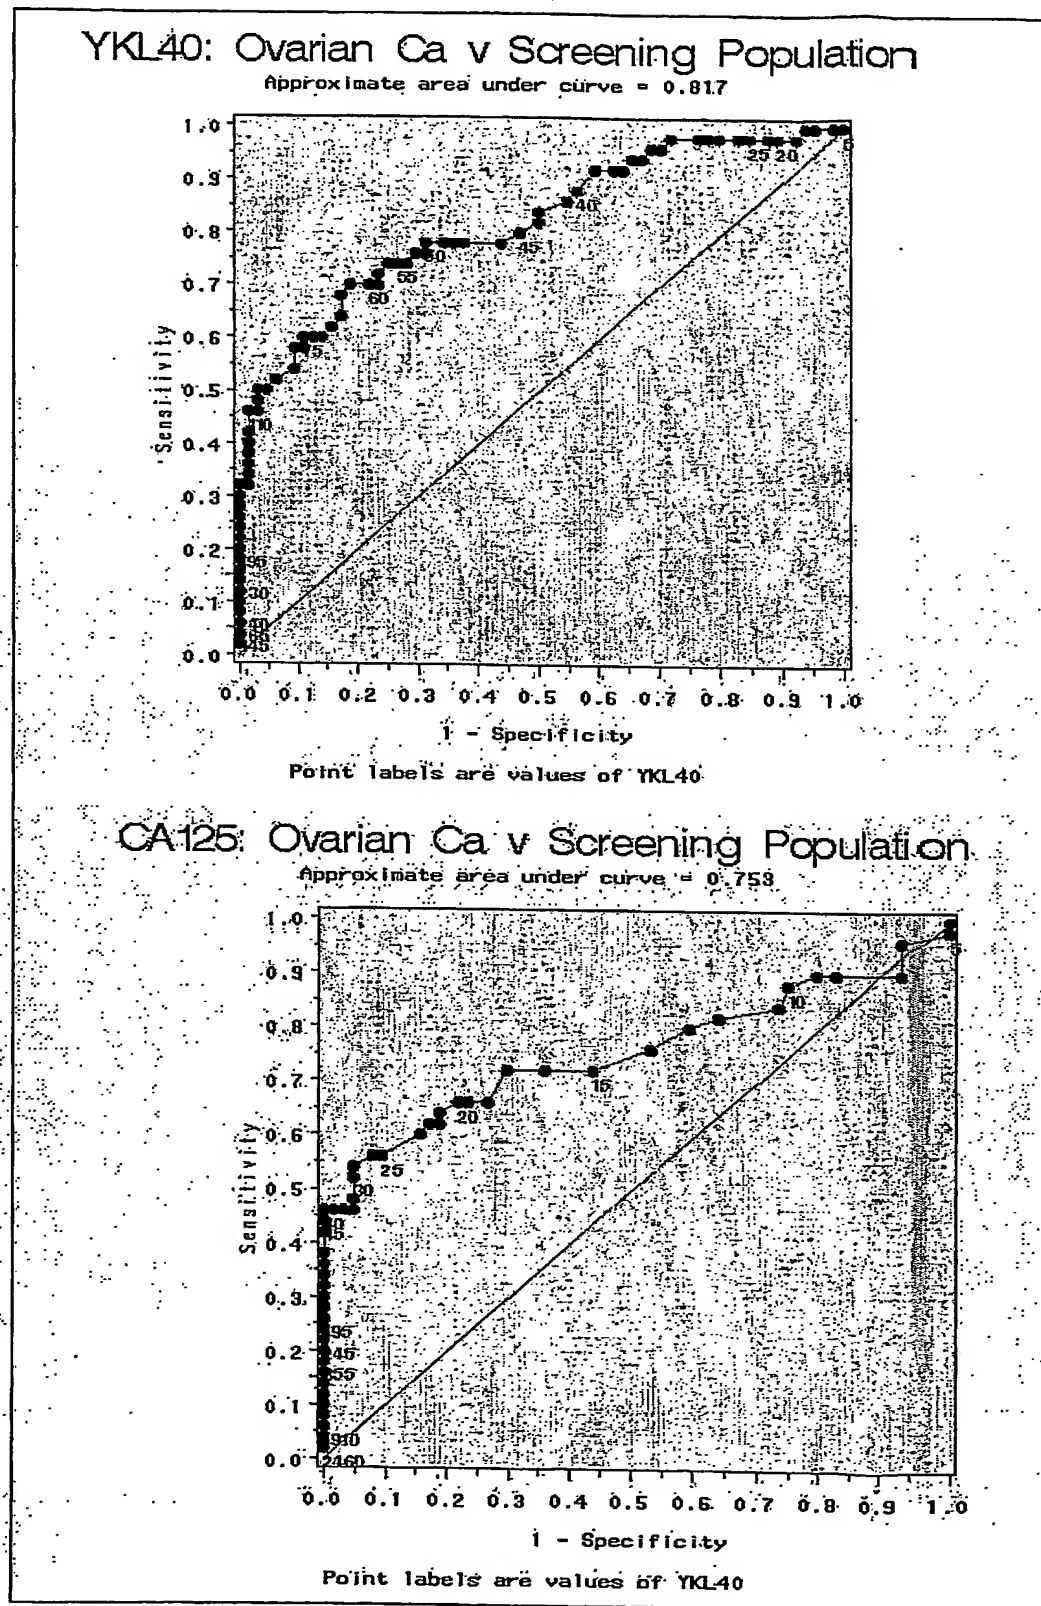 YKL40: Ovarian Ca v Screening Population
Approximate area under curve = 0.817
1.0
0.9
0.8
0.7
0.6
0.5
0.4
0.3
0.2
0.1
0.0
Sensitivity
25 20
40
45
55
60
0.0 0.1 0.2 0.3 0.4 0.5 0.6 0.7 0.8 0.9 1.0
1 - Specificity
Point labels are values of YKL40
CA125: Ovarian Ca v Screening Population
Approximate area under curve = 0.753
1.0
0.9
0.8
0.7
0.6
0.5
0.4
0.3
0.2
0.1
0.0
Sensitivity
5
10
15
20
25
30
910
2460
0.0 0.1 0.2 0.3 0.4 0.5 0.6 0.7 0.8 0.9 1.0
1 - Specificity
Point labels are values of YKL40